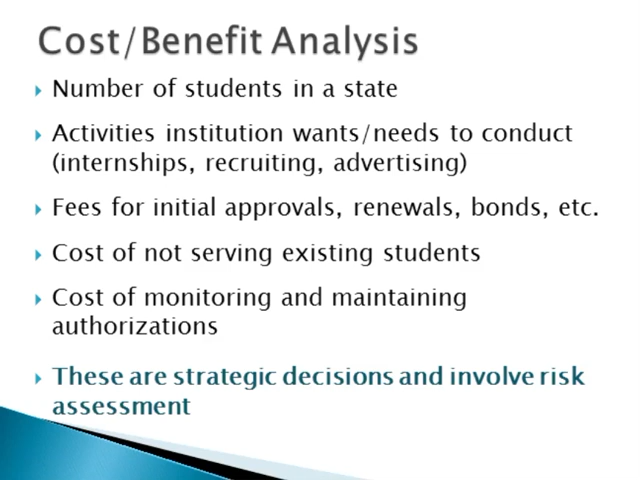 Cost/Benefit Analysis
Number of students in a state
Activities institution wants/needs to conduct
(internships, recruiting, advertising)
Fees for initial approvals, renewals, bonds, etc.
Cost of not serving existing students
Cost of monitoring and maintaining
authorizations
These are strategic decisions and involve risk
assessment